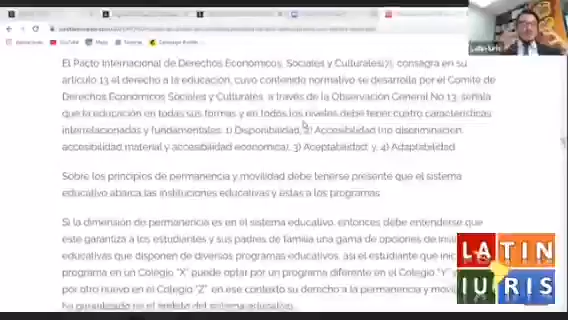 El Pacto Internacional de Derechos Económicos, Sociales y Culturales[7], consagra en su
artículo 13 el derecho a la educación, cuyo contenido normativo se desarrolla por el Comité de
Derechos Económicos Sociales y Culturales, a través de la Observación General No 13, señala
que la educación en todas sus formas y en todos los niveles debe tener cuatro características
interrelacionadas y fundamentales: 1) Disponibilidad, 2) Accesibilidad (no discriminación,
accesibilidad material y accesibilidad económica), 3) Aceptabilidad; y, 4) Adaptabilidad
Sobre los principios de permanencia y movilidad debe tenerse presente que el sistema
educativo abarca las instituciones educativas y éstas a los programas
Si la dimensión de permanencia es en el sistema educativo, entonces debe entenderse que
este garantiza a los estudiantes y sus padres de familia una gama de opciones de
educativas que disponen de diversos programas educativos, así el estudiante que
programa en un Colegio "X" puede optar por un programa diferente en el Colegio "Y"
por otro nuevo en el Colegio "Z", en ese contexto su derecho a la permanencia y
ha garantizado en el ámbito del sistema educativo
Latin Iuris
LATIN
IURIS